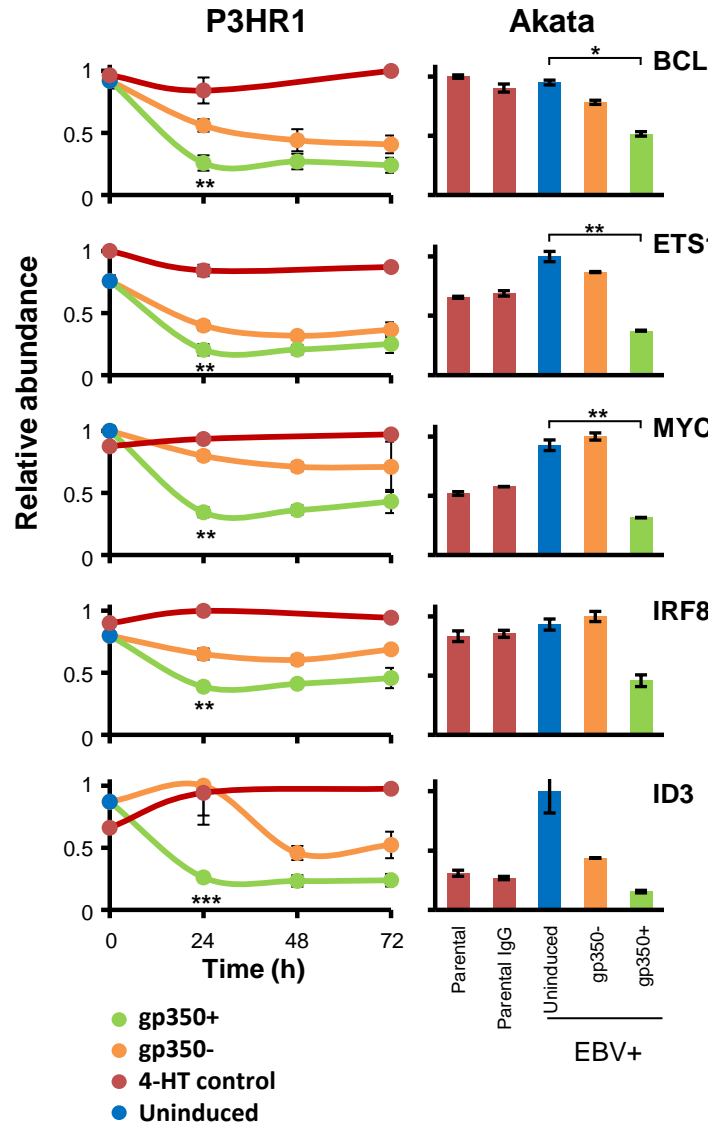 P3HR1
Akata
Relative abundance
1
0.5
0
**
*
BCL
1
0.5
0
**
**
ETS1
1
0.5
0
**
**
MYC
1
0.5
0
**
IRF8
1
0.5
0
***
ID3
0
24
48
72
Time (h)
Parental
Parental IgG
Uninduced
gp350-
gp350+
EBV+
gp350+
gp350-
4-HT control
Uninduced